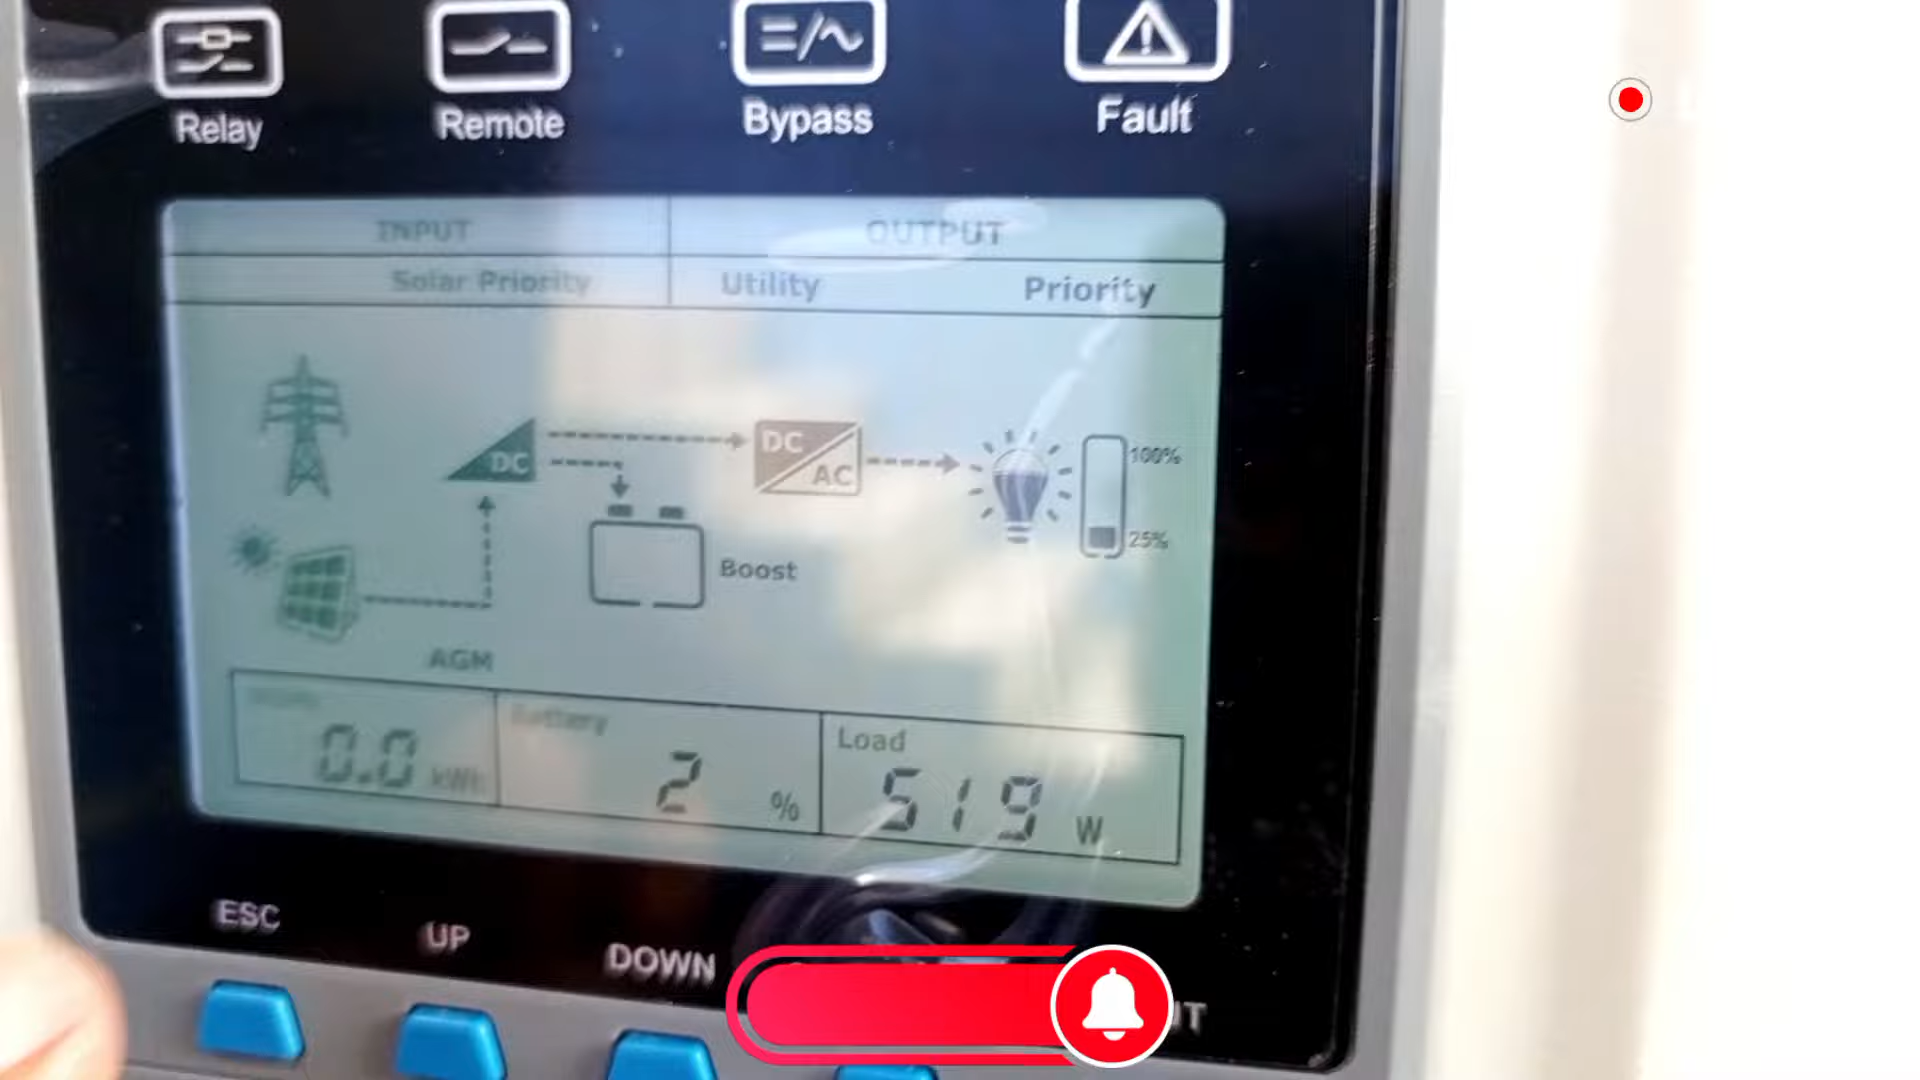 Relay Remote Bypass Fault
INPUT OUTPUT
Solar Priority Utility Priority
DC
DC
AC
100%
25%
Boost
AGM
Battery
Load
0.0 kWh
2 %
519 W
ESC
UP
DOWN